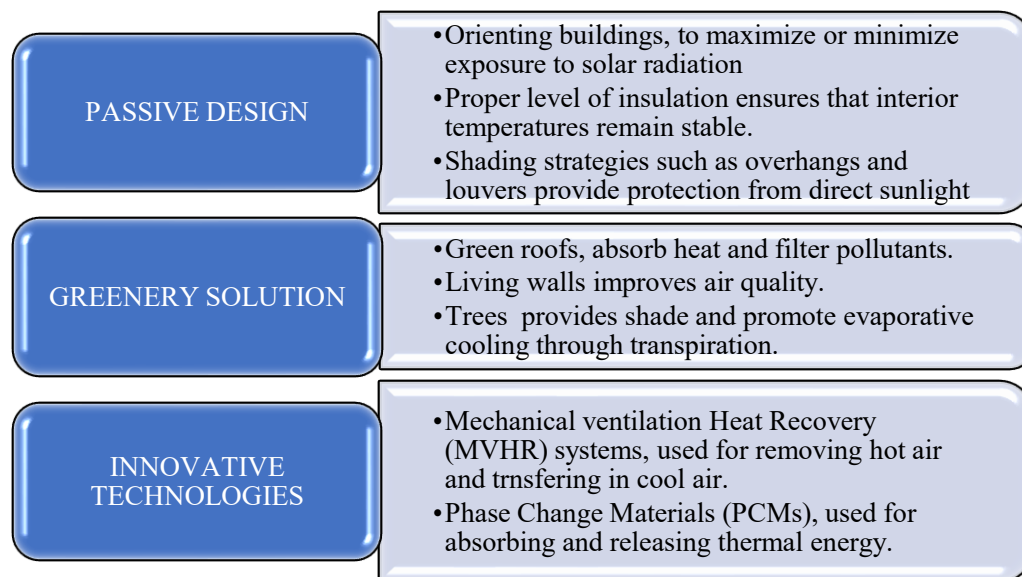 PASSIVE DESIGN
•Orienting buildings, to maximize or minimize
exposure to solar radiation
•Proper level of insulation ensures that interior
temperatures remain stable.
•Shading strategies such as overhangs and
louvers provide protection from direct sunlight
GREENERY SOLUTION
•Green roofs, absorb heat and filter pollutants.
•Living walls improves air quality.
•Trees  provides shade and promote evaporative
cooling through transpiration.
INNOVATIVE
TECHNOLOGIES
•Mechanical ventilation Heat Recovery
(MVHR) systems, used for removing hot air
and trnsfering in cool air.
•Phase Change Materials (PCMs), used for
absorbing and releasing thermal energy.